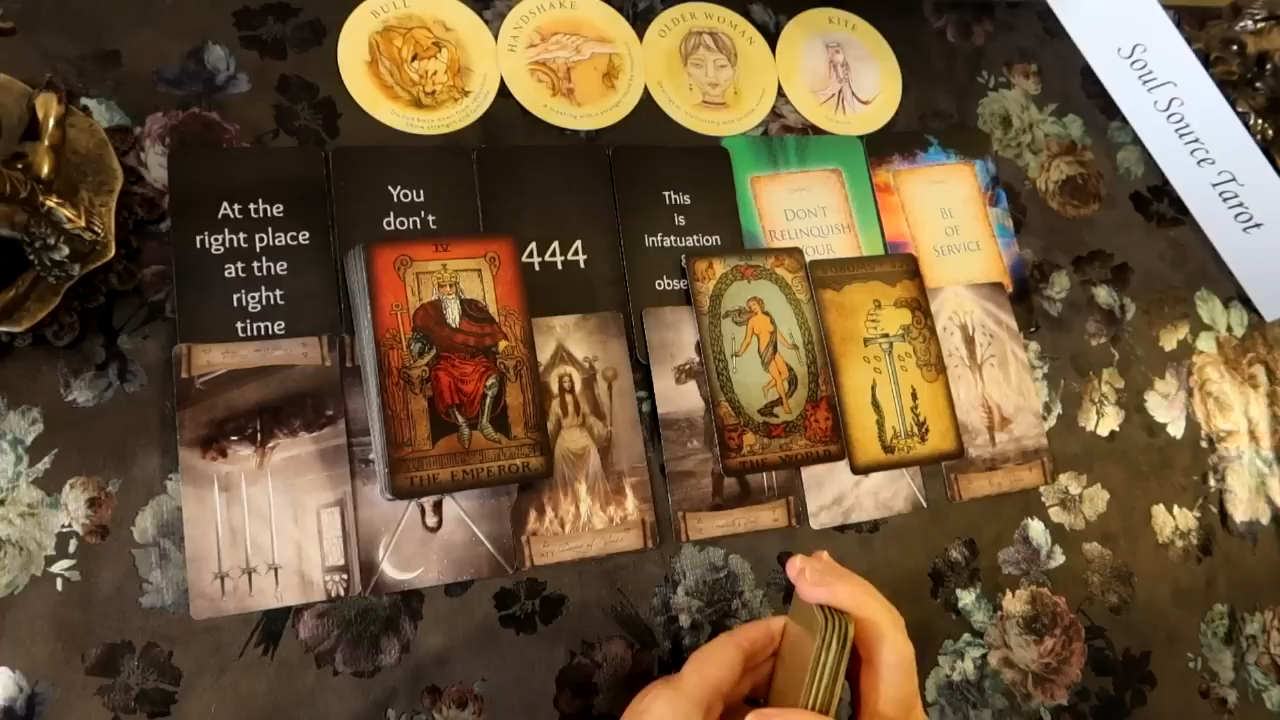 BULL
HANDSHAKE
OLDER WOMAN
KITE
Soul Source Tarot
At the
right place
at the
right
time
You
don't
444
This
is
Infatuation
DON'T
RELINQUISH
YOUR
BE
OF
SERVICE
IV
THE EMPEROR
THE WORLD